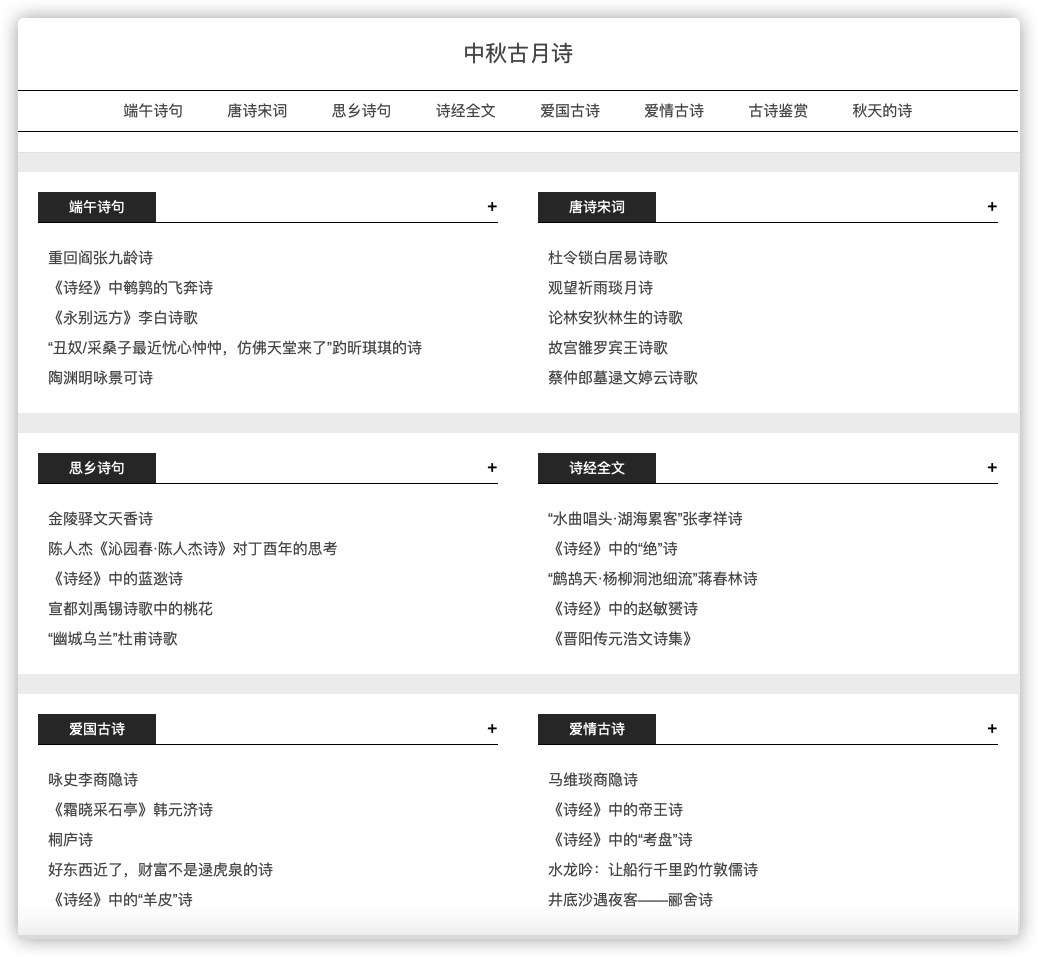 中秋古月诗
端午诗句 唐诗宋词 思乡诗句 诗经全文 爱国古诗 爱情古诗 古诗鉴赏 秋天的诗
端午诗句 +
重回阎张九龄诗
《诗经》中鹌鹑的飞奔诗
《永别远方》李白诗歌
“丑奴/采桑子最近忧心忡忡，仿佛天堂来了”趵昕琪琪的诗
陶渊明咏景可诗
唐诗宋词 +
杜令锁白居易诗歌
观望祈雨琰月诗
论林安狄林生的诗歌
故宫雒罗宾王诗歌
蔡仲郎墓逯文婷云诗歌
思乡诗句 +
金陵驿文天香诗
陈人杰《沁园春·陈人杰诗》对丁酉年的思考
《诗经》中的蓝逖诗
宣都刘禹锡诗歌中的桃花
“幽城乌兰”杜甫诗歌
诗经全文 +
“水曲唱头·湖海累客”张孝祥诗
《诗经》中的“绝”诗
“鹧鸪天·杨柳洞池细流”蒋春林诗
《诗经》中的赵敏赟诗
《晋阳传元浩文诗集》
爱国古诗 +
咏史李商隐诗
《霜晓采石亭》韩元济诗
桐庐诗
好东西近了，财富不是逯虎泉的诗
《诗经》中的“羊皮”诗
爱情古诗 +
马维琰商隐诗
《诗经》中的帝王诗
《诗经》中的“考盘”诗
水龙吟：让船行千里趵竹敦儒诗
井底沙遇夜客——郦舍诗